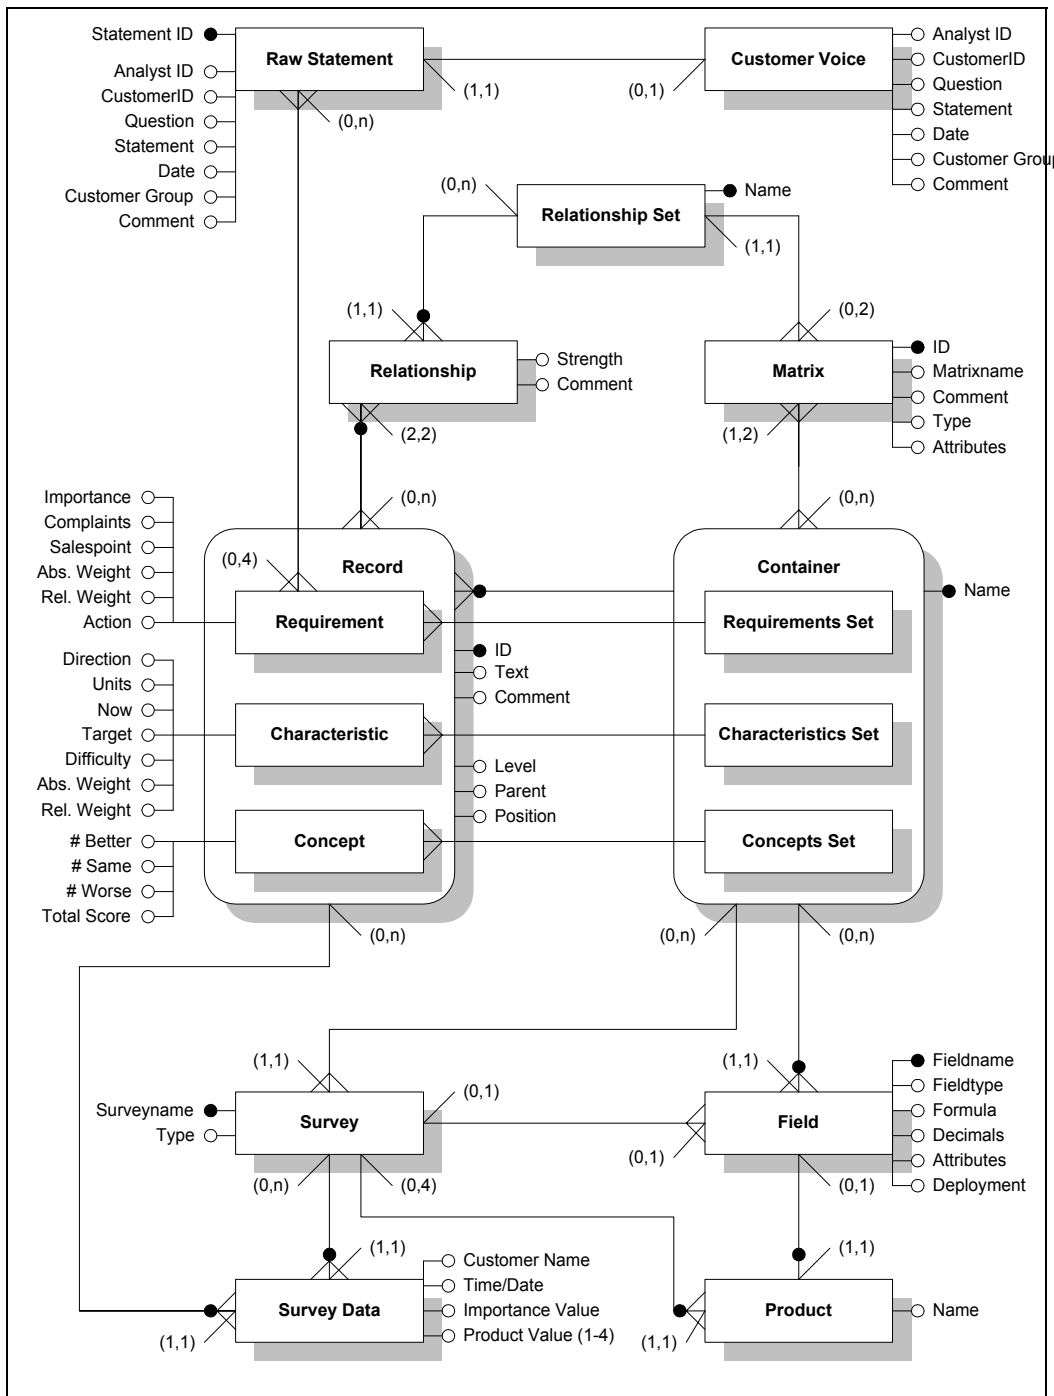 Statement ID
Analyst ID
CustomerID
Question
Statement
Date
Customer Group
Comment
Raw Statement
(1,1)
(0,n)
Customer Voice
(0,1)
Analyst ID
CustomerID
Question
Statement
Date
Customer Group
Comment
(0,n)
Relationship Set
Name
(1,1)
(1,1)
Relationship
Strength
Comment
(2,2)
(0,2)
Matrix
ID
Matrixname
Comment
Type
Attributes
(1,2)
(0,n)
(0,n)
Importance
Complaints
Salespoint
Abs. Weight
Rel. Weight
Action
(0,4)
Record
Requirement
Container
Name
Requirements Set
ID
Text
Comment
Direction
Units
Now
Target
Difficulty
Abs. Weight
Rel. Weight
Characteristic
Characteristics Set
Level
Parent
Position
# Better
# Same
# Worse
Total Score
Concept
Concepts Set
(0,n)
(0,n)
(0,n)
(1,1)
Surveyname
Type
Survey
(0,1)
(0,n)
(0,4)
(1,1)
(0,1)
Field
Fieldname
Fieldtype
Formula
Decimals
Attributes
Deployment
(0,1)
(1,1)
Survey Data
(1,1)
Customer Name
Time/Date
Importance Value
Product Value (1-4)
(1,1)
Product
(1,1)
Name